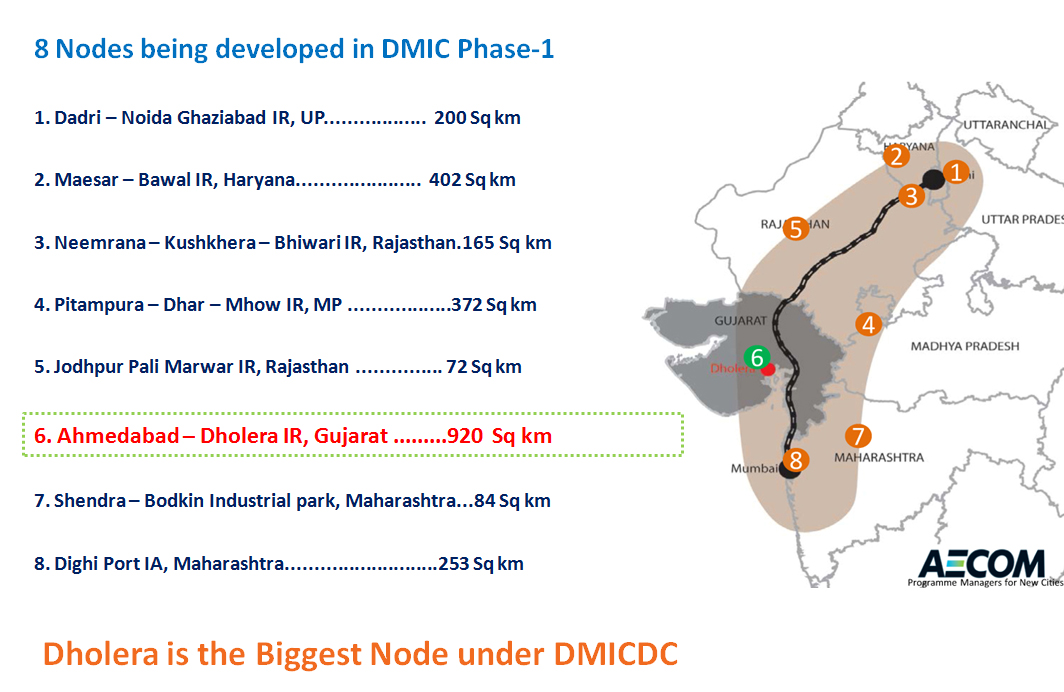 8 Nodes being developed in DMIC Phase-1
1. Dadri – Noida Ghaziabad IR, UP.................. 200 Sq km
2. Maesar – Bawal IR, Haryana...................... 402 Sq km
3. Neemrana – Kushkhera – Bhiwari IR, Rajasthan.165 Sq km
4. Pitampura – Dhar – Mhow IR, MP ..................372 Sq km
5. Jodhpur Pali Marwar IR, Rajasthan ............... 72 Sq km
6. Ahmedabad – Dholera IR, Gujarat .........920 Sq km
7. Shendra – Bodkin Industrial park, Maharashtra...84 Sq km
8. Dighi Port IA, Maharashtra...........................253 Sq km
UTTARANCHAL
2
1
3
UTTAR PRADES
5
4
GUJARAT
MADHYA PRADESH
6
Dholera
7
MAHARASHTRA
Mumbai
8
AECOM
Programme Managers for New Cities
Dholera is the Biggest Node under DMICDC